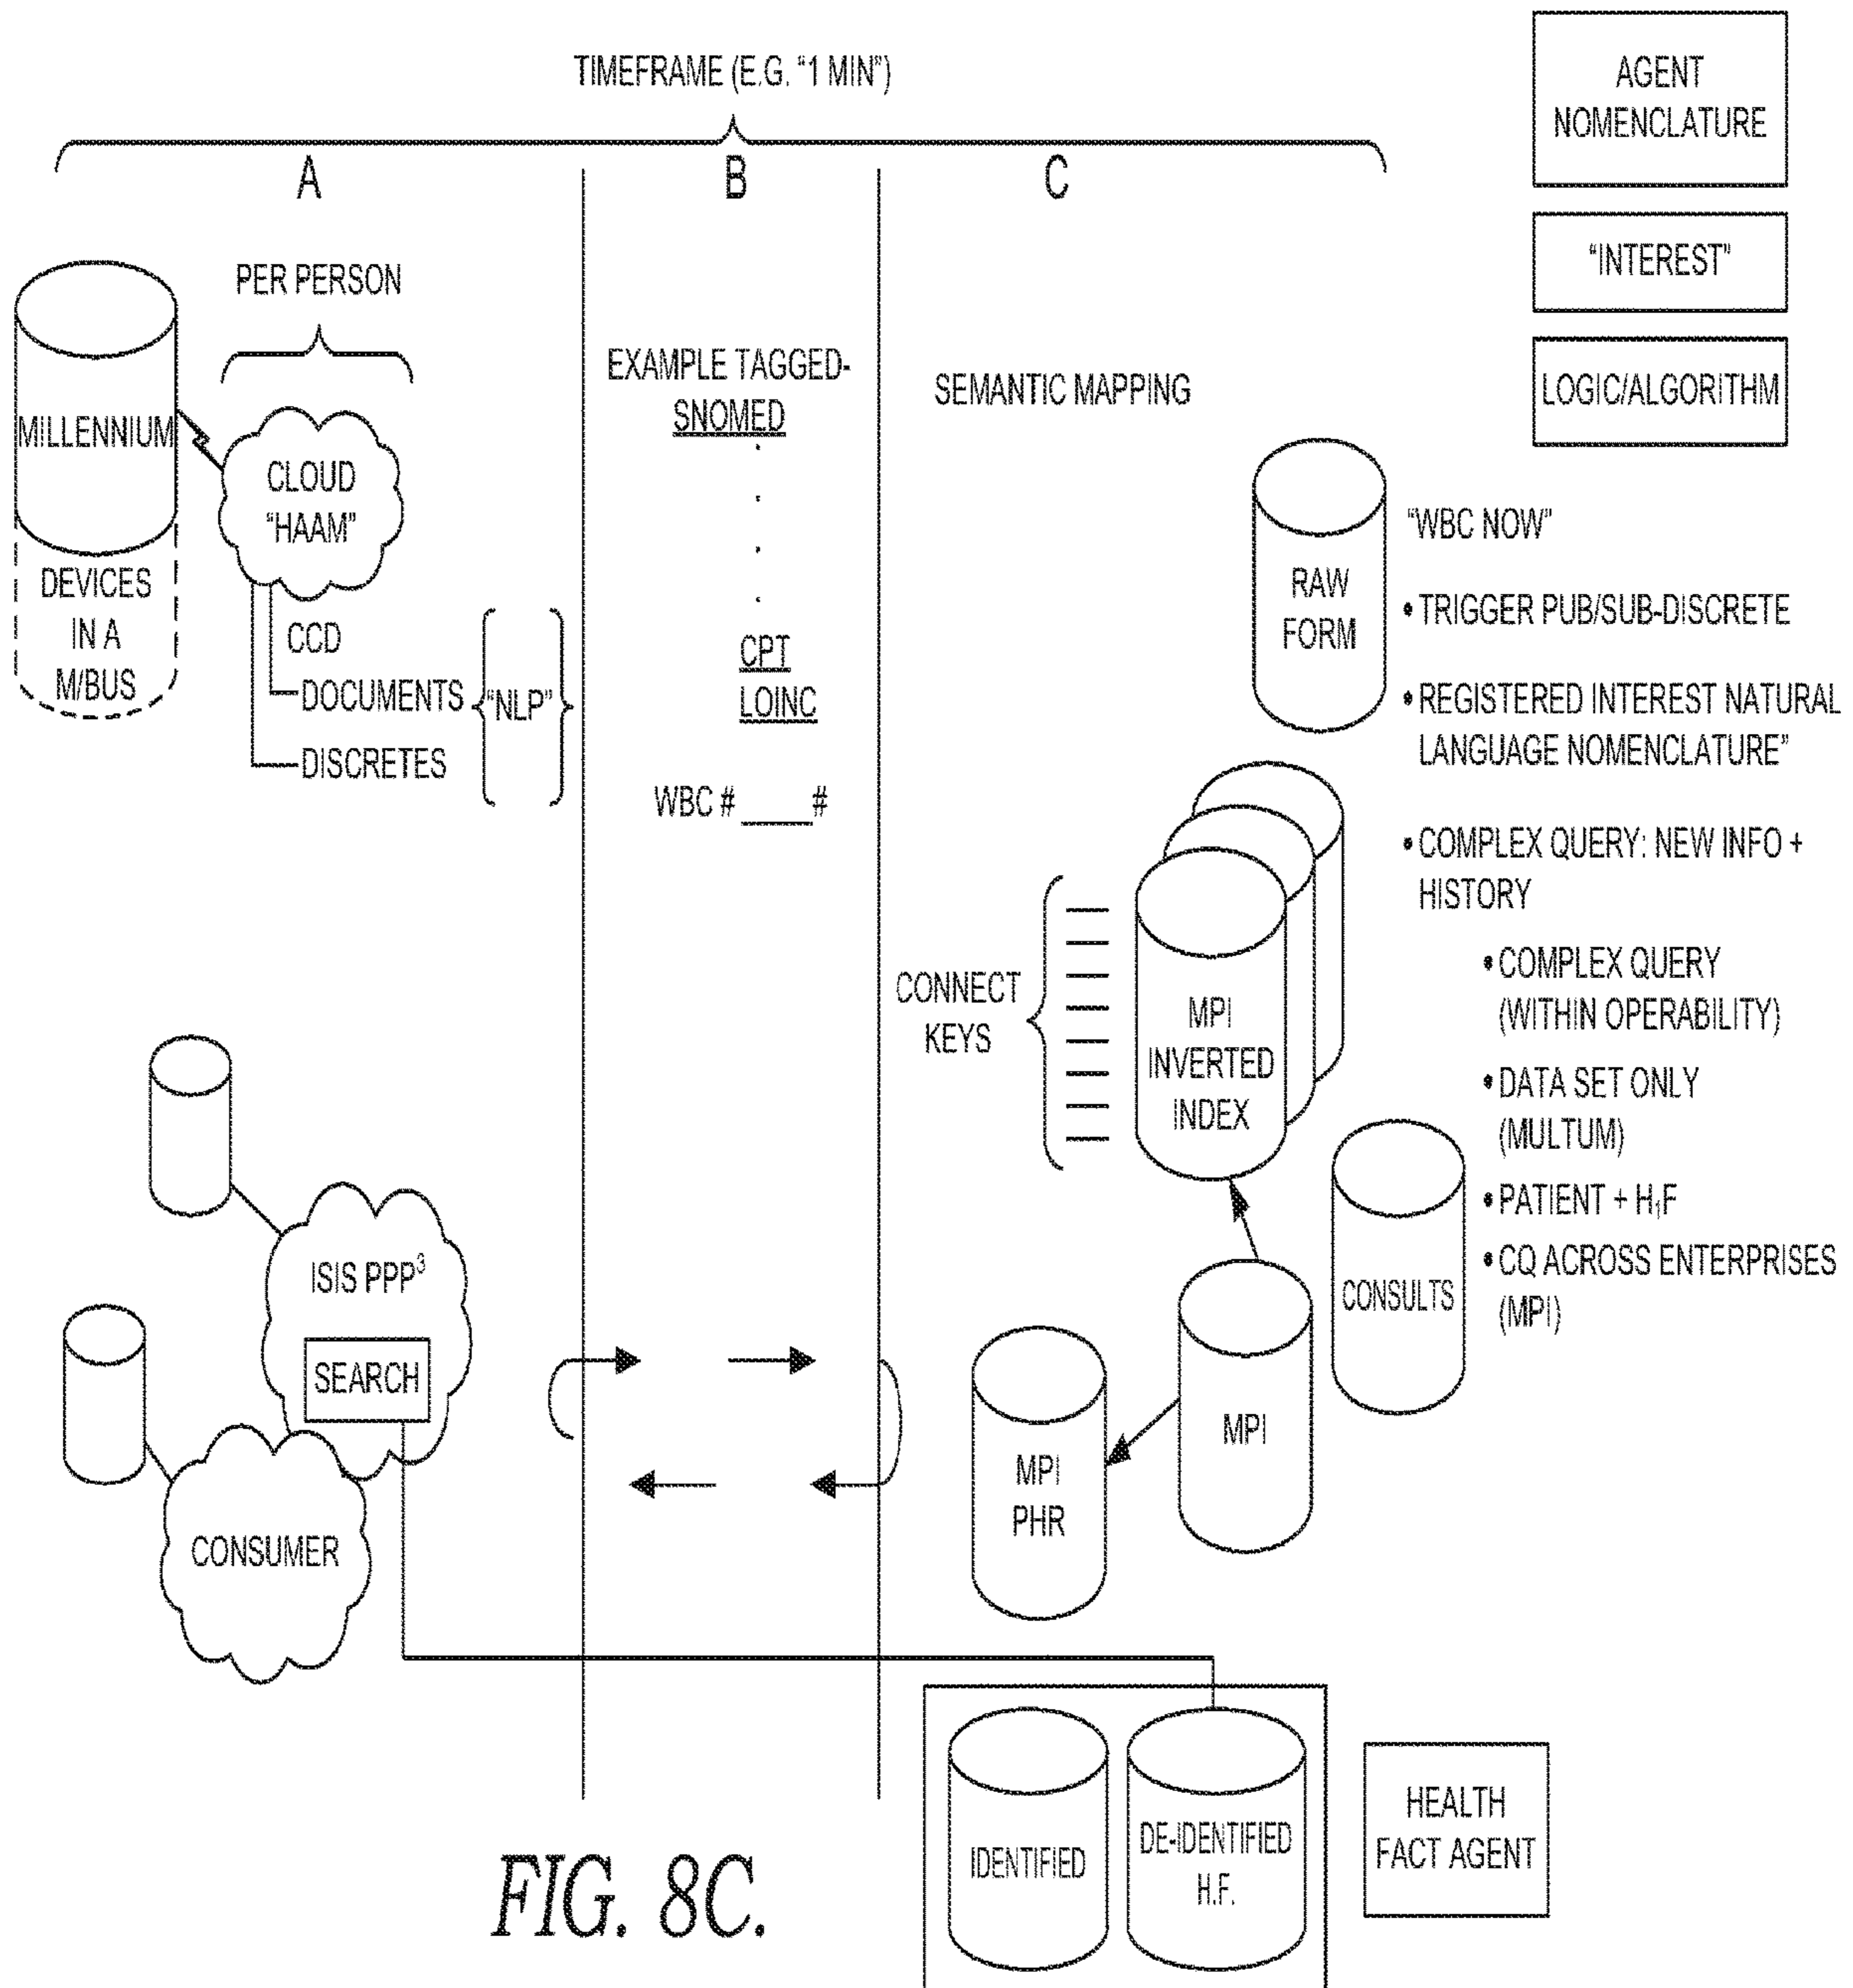 TIMEFRAME (E.G. "1 MIN")
A
B
C
AGENT
NOMENCLATURE
"INTEREST"
LOGIC/ALGORITHM
PER PERSON
MILLENNIUM
CLOUD
"HAAM"
DEVICES
IN A
M/BUS
CCD
DOCUMENTS
DISCRETES
"NLP"
EXAMPLE TAGGED-
SNOMED
CPT
LOINC
WBC # _____#
SEMANTIC MAPPING
RAW
FORM
"WBC NOW"
• TRIGGER PUB/SUB-DISCRETE
• REGISTERED INTEREST NATURAL
LANGUAGE NOMENCLATURE"
• COMPLEX QUERY: NEW INFO +
HISTORY
• COMPLEX QUERY
(WITHIN OPERABILITY)
• DATA SET ONLY
(MULTUM)
• PATIENT + H₁F
• CQ ACROSS ENTERPRISES
(MPI)
CONNECT
KEYS
MPI
INVERTED
INDEX
CONSULTS
MPI
MPI
PHR
ISIS PPP³
SEARCH
CONSUMER
IDENTIFIED
DE-IDENTIFIED
H.F.
HEALTH
FACT AGENT
FIG. 8C.